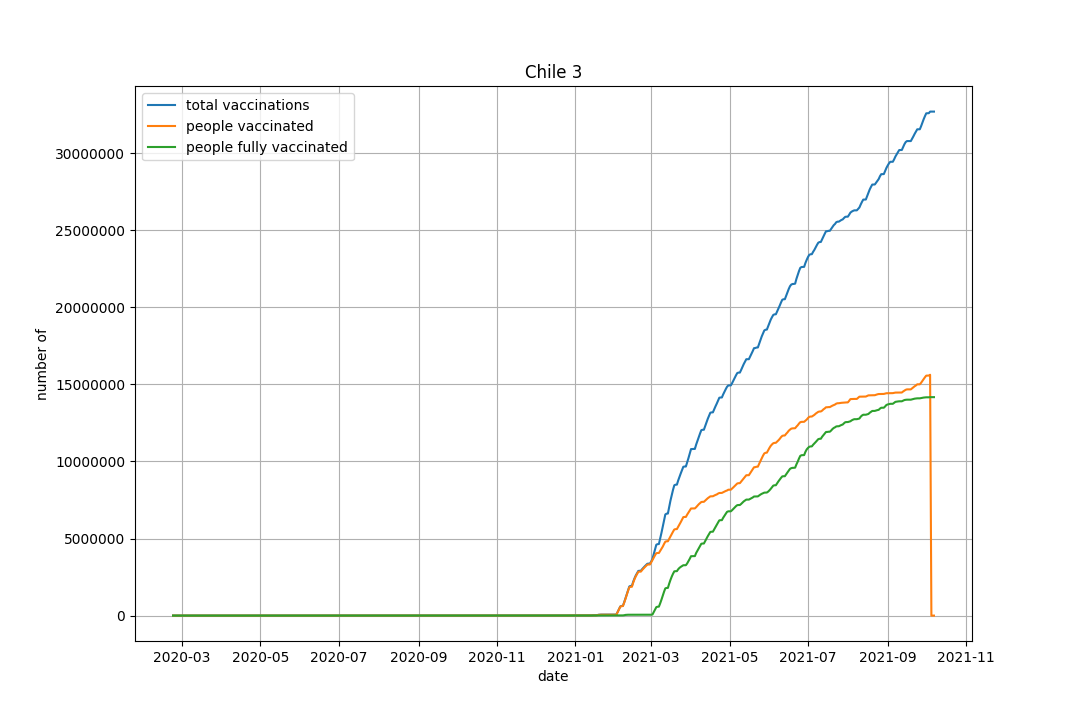 Chile 3
total vaccinations
people vaccinated
people fully vaccinated
number of
30000000
25000000
20000000
15000000
10000000
5000000
0
2020-03 2020-05 2020-07 2020-09 2020-11 2021-01 2021-03 2021-05 2021-07 2021-09 2021-11
date